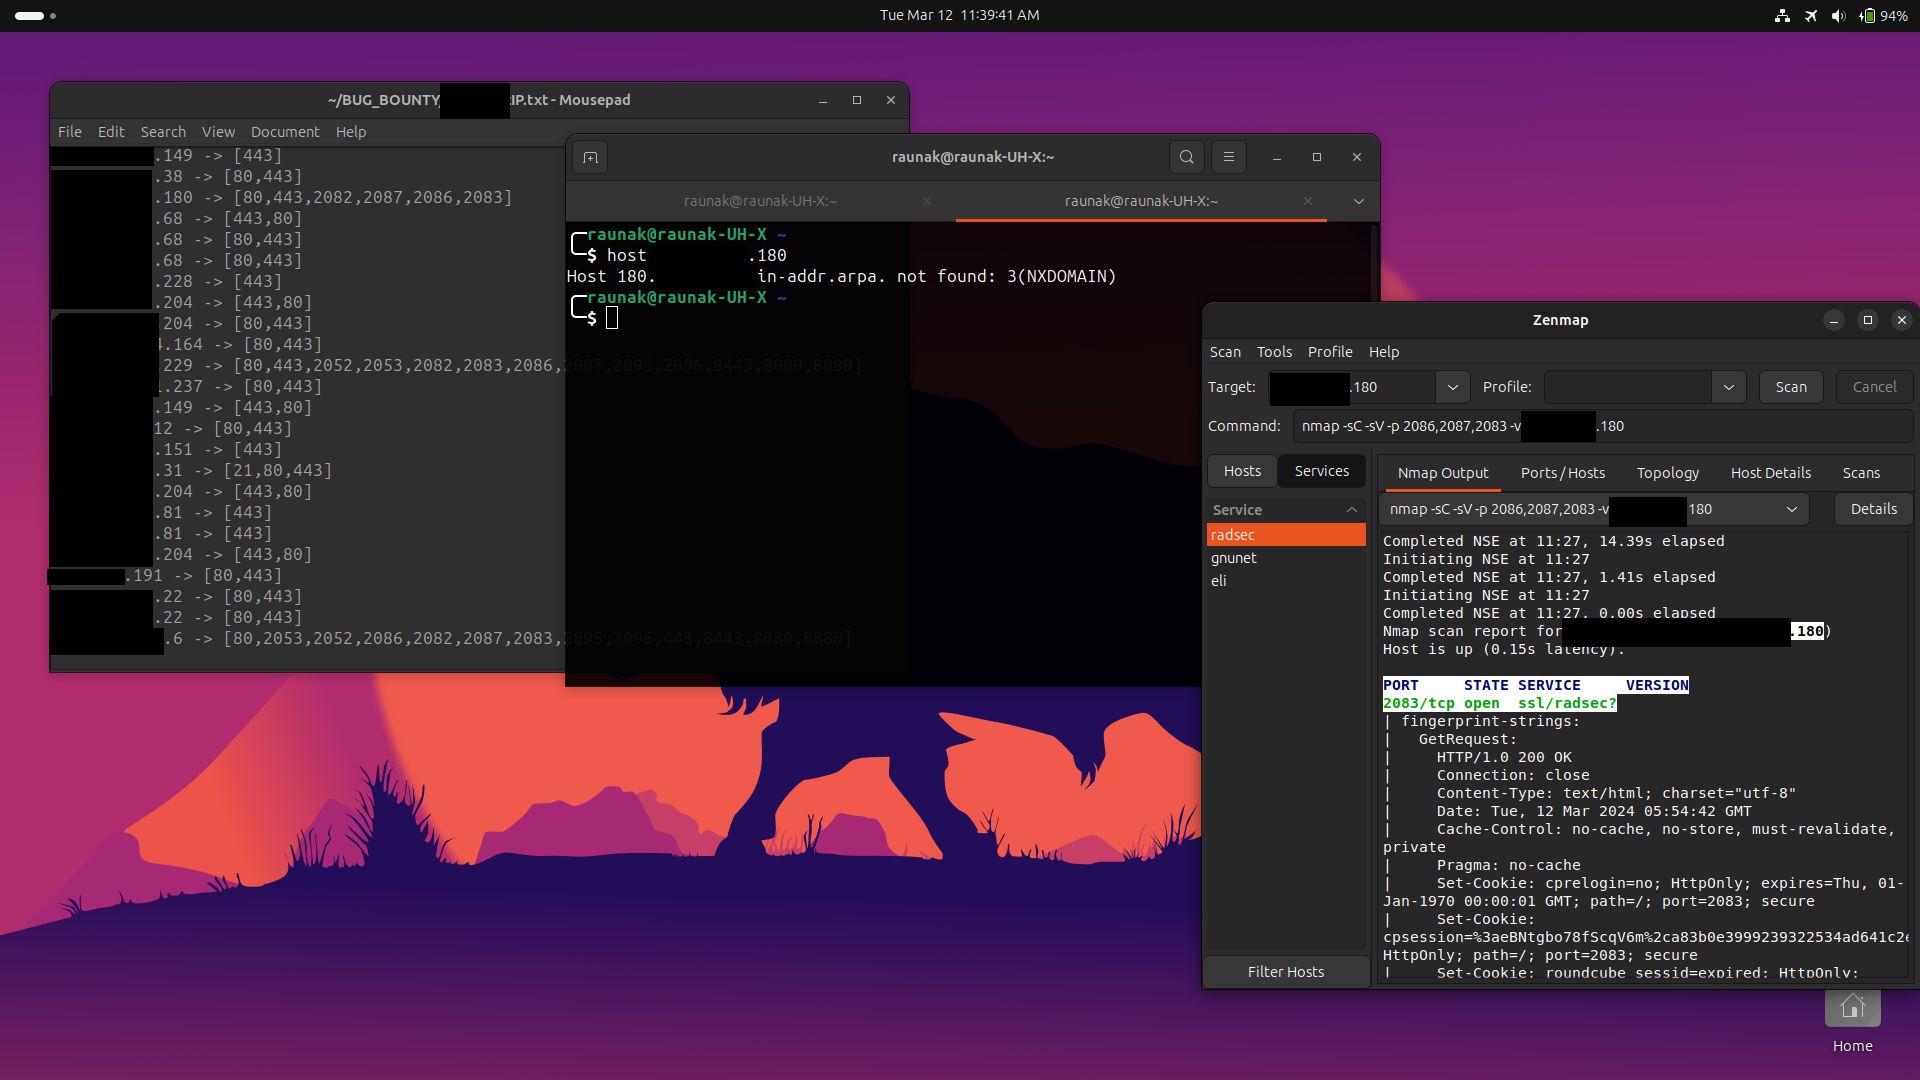 Tue Mar 12 11:39:41 AM
94%
~/BUG_BOUNTY IP.txt - Mousepad
File Edit Search View Document Help
.149 -> [443]
.38 -> [80,443]
.180 -> [80,443,2082,2087,2086,2083]
.68 -> [443,80]
.68 -> [80,443]
.68 -> [80,443]
.228 -> [443]
.204 -> [443,80]
204 -> [80,443]
.164 -> [80,443]
229 -> [80,443,2052,2053,2082,2083,2086,2087,2095,2096,8443,8080,8880]
.237 -> [80,443]
.149 -> [443,80]
12 -> [80,443]
.151 -> [443]
.31 -> [21,80,443]
.204 -> [443,80]
.81 -> [443]
.81 -> [443]
.204 -> [443,80]
.191 -> [80,443]
.22 -> [80,443]
.22 -> [80,443]
.6 -> [80,2053,2052,2086,2082,2087,2083,2095,2096,443,8443,8080,8880]
raunak@raunak-UH-X:~
raunak@raunak-UH-X:~ raunak@raunak-UH-X:~
raunak@raunak-UH-X ~
$ host .180
Host 180. in-addr.arpa. not found: 3(NXDOMAIN)
raunak@raunak-UH-X ~
$
Zenmap
Scan Tools Profile Help
Target: .180 Profile: Scan Cancel
Command: nmap -sC -sV -p 2086,2087,2083 -v .180
Hosts Services
Service
radsec
gnunet
eli
Filter Hosts
Nmap Output Ports / Hosts Topology Host Details Scans
nmap -sC -sV -p 2086,2087,2083 -v 180 Details
Completed NSE at 11:27, 14.39s elapsed
Initiating NSE at 11:27
Completed NSE at 11:27, 1.41s elapsed
Initiating NSE at 11:27
Completed NSE at 11:27, 0.00s elapsed
Nmap scan report for .180)
Host is up (0.15s latency).
PORT STATE SERVICE VERSION
2083/tcp open ssl/radsec?
| fingerprint-strings:
| GetRequest:
| HTTP/1.0 200 OK
| Connection: close
| Content-Type: text/html; charset="utf-8"
| Date: Tue, 12 Mar 2024 05:54:42 GMT
| Cache-Control: no-cache, no-store, must-revalidate,
private
| Pragma: no-cache
| Set-Cookie: cprelogin=no; HttpOnly; expires=Thu, 01-
Jan-1970 00:00:01 GMT; path=/; port=2083; secure
| Set-Cookie:
cpsession=%3aeBNtgbo78fScqV6m%2ca83b0e3999239322534ad641c2e
HttpOnly; path=/; port=2083; secure
| Set-Cookie: roundcube_sessid=expired; HttpOnly;
Home